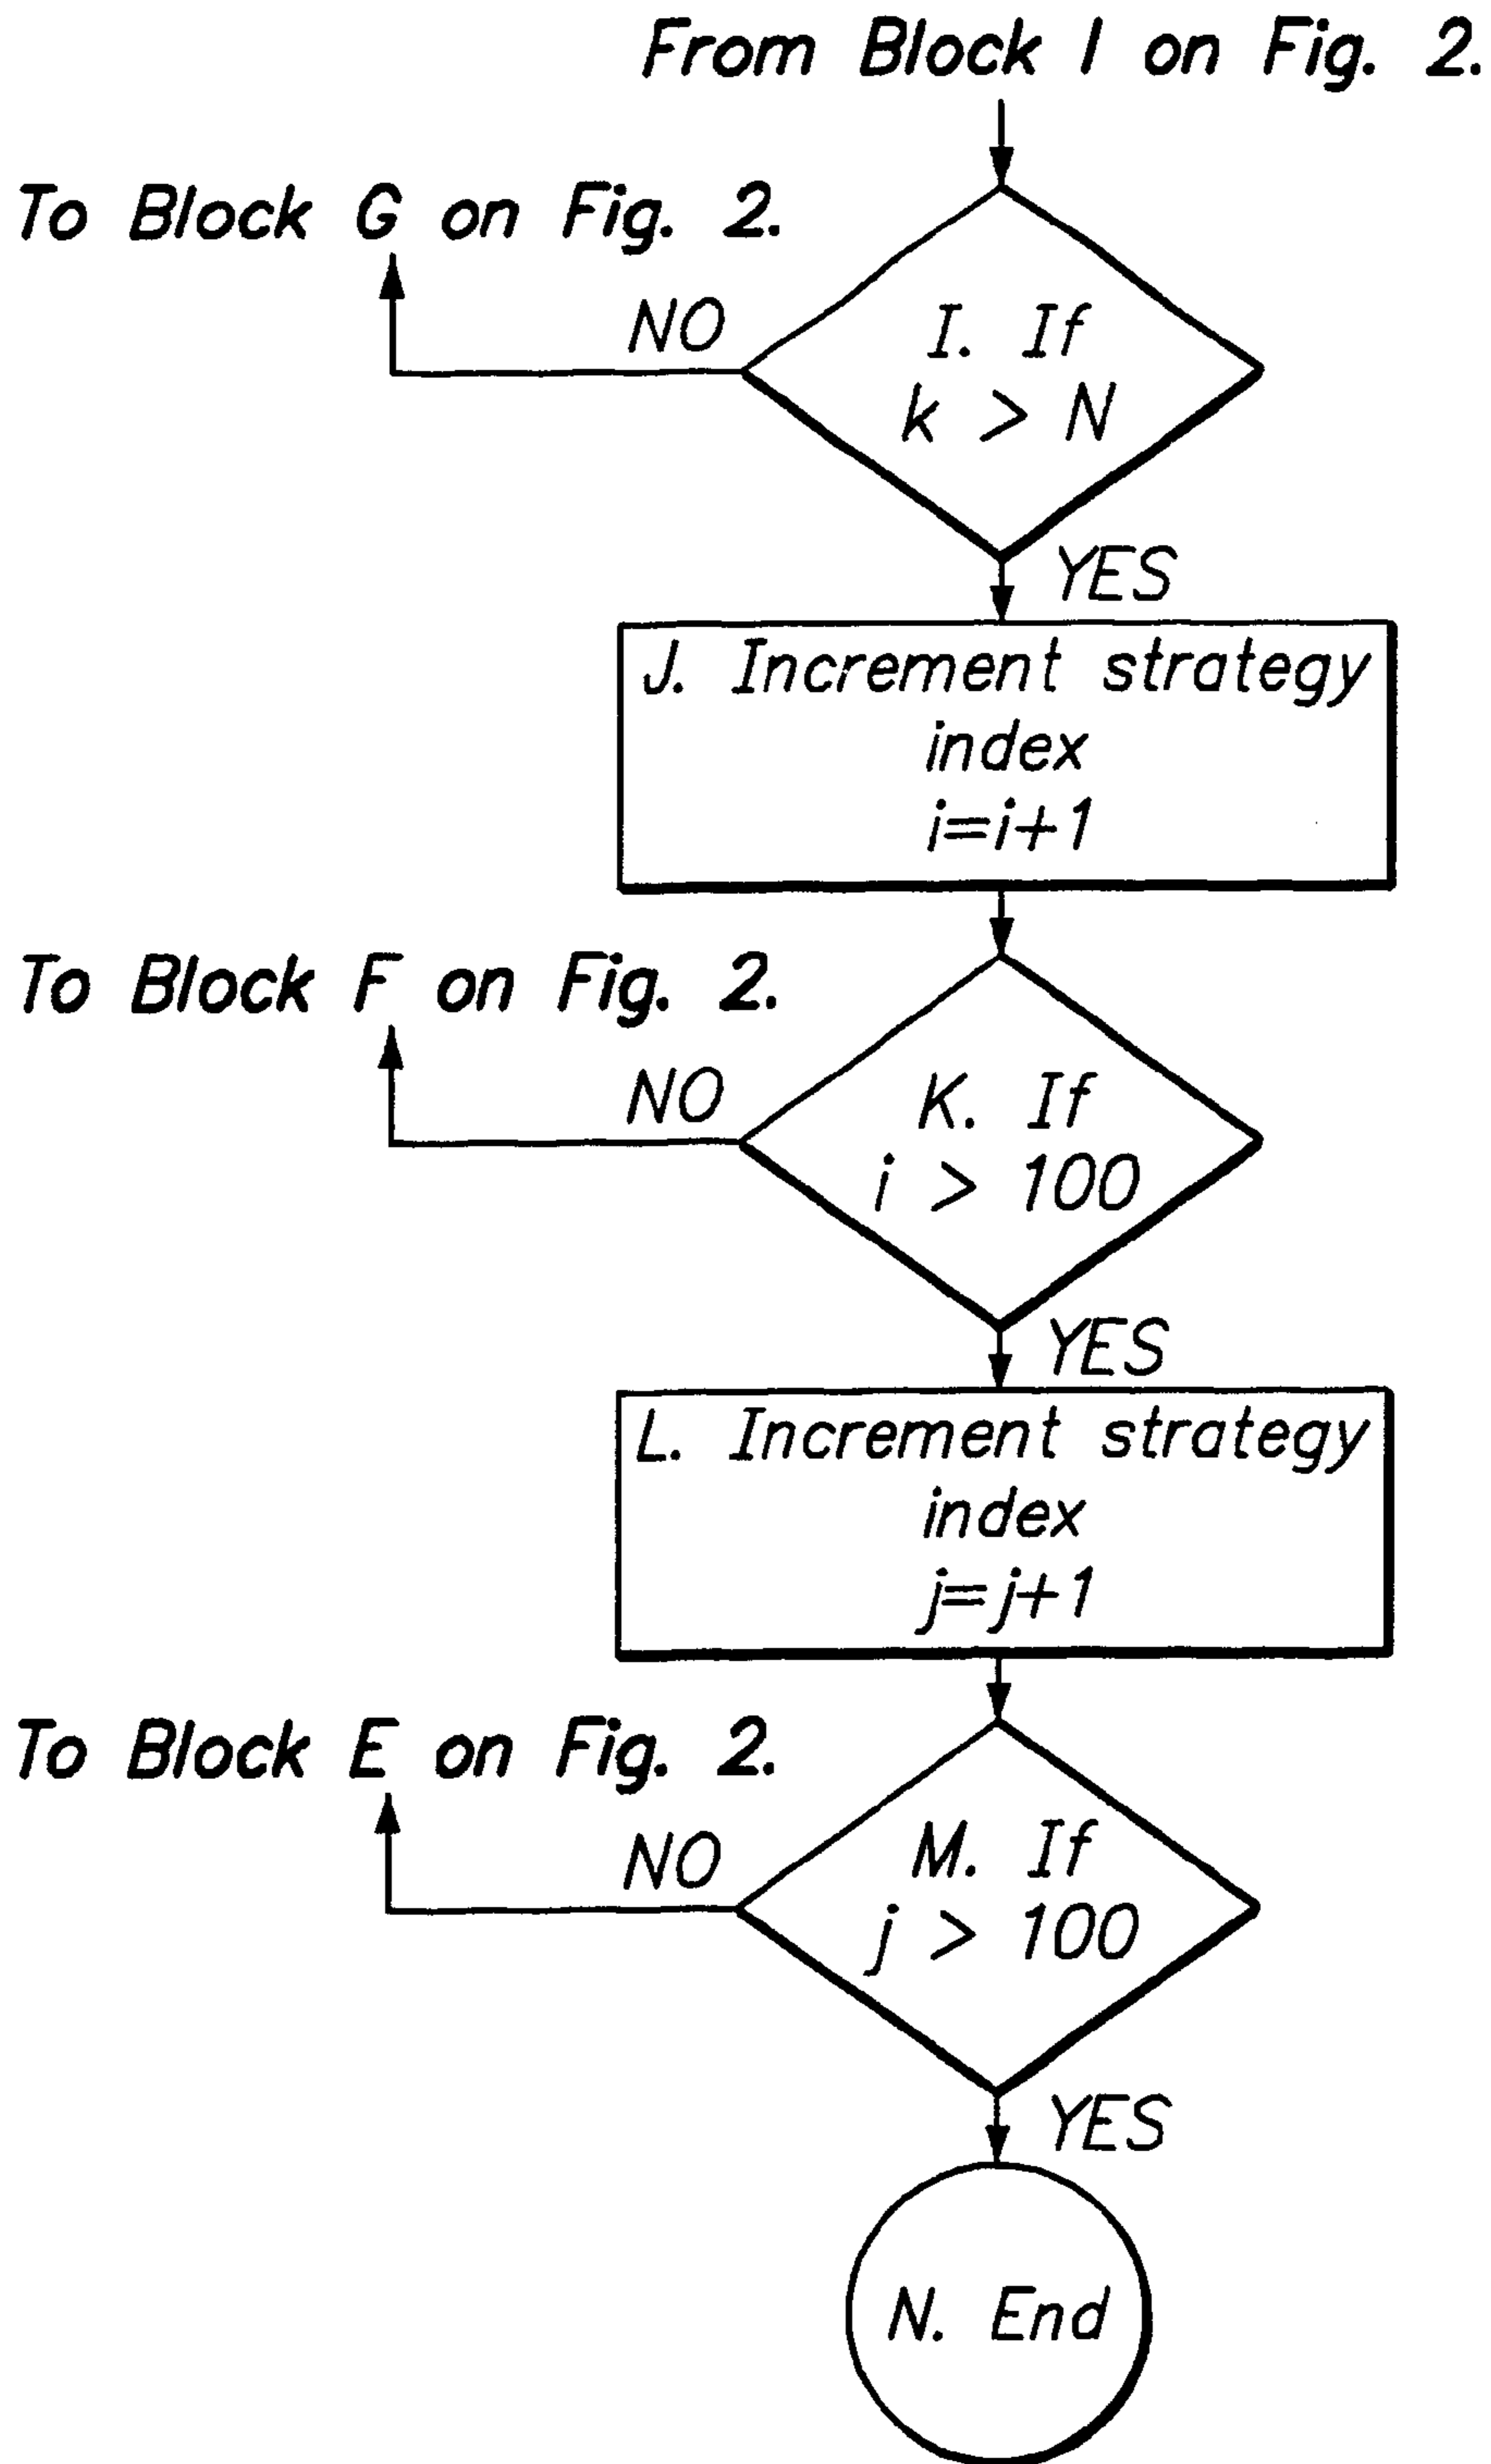 From Block I on Fig. 2.
To Block G on Fig. 2.
NO
I. If
k > N
YES
J. Increment strategy
index
i=i+1
To Block F on Fig. 2.
NO
K. If
i > 100
YES
L. Increment strategy
index
j=j+1
To Block E on Fig. 2.
NO
M. If
j > 100
YES
N. End